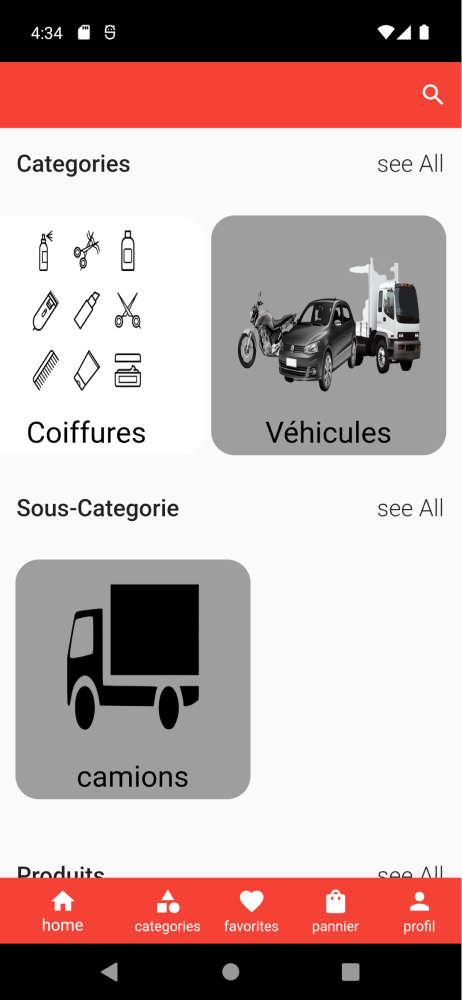 4:34
Categories see All
Coiffures Véhicules
Sous-Categorie see All
camions
Produits see All
home categories favorites pannier profil